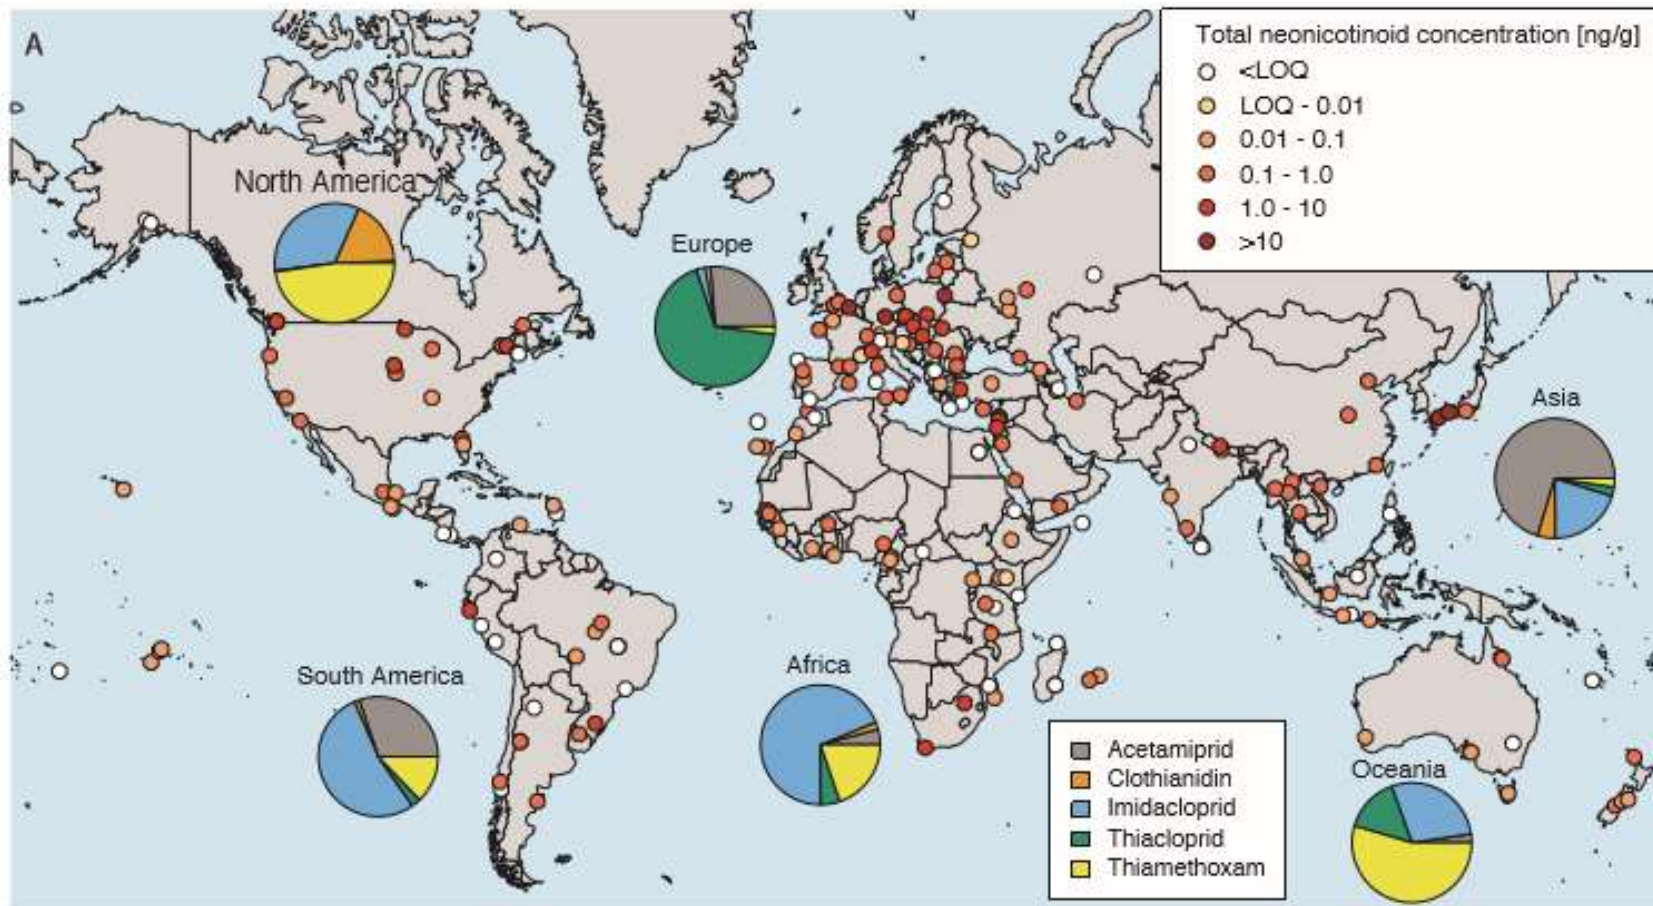 A
Total neonicotinoid concentration [ng/g]
<LOQ
LOQ - 0.01
0.01 - 0.1
0.1 - 1.0
1.0 - 10
>10
North America
Europe
Asia
South America
Africa
Oceania
Acetamiprid
Clothianidin
Imidacloprid
Thiacloprid
Thiamethoxam